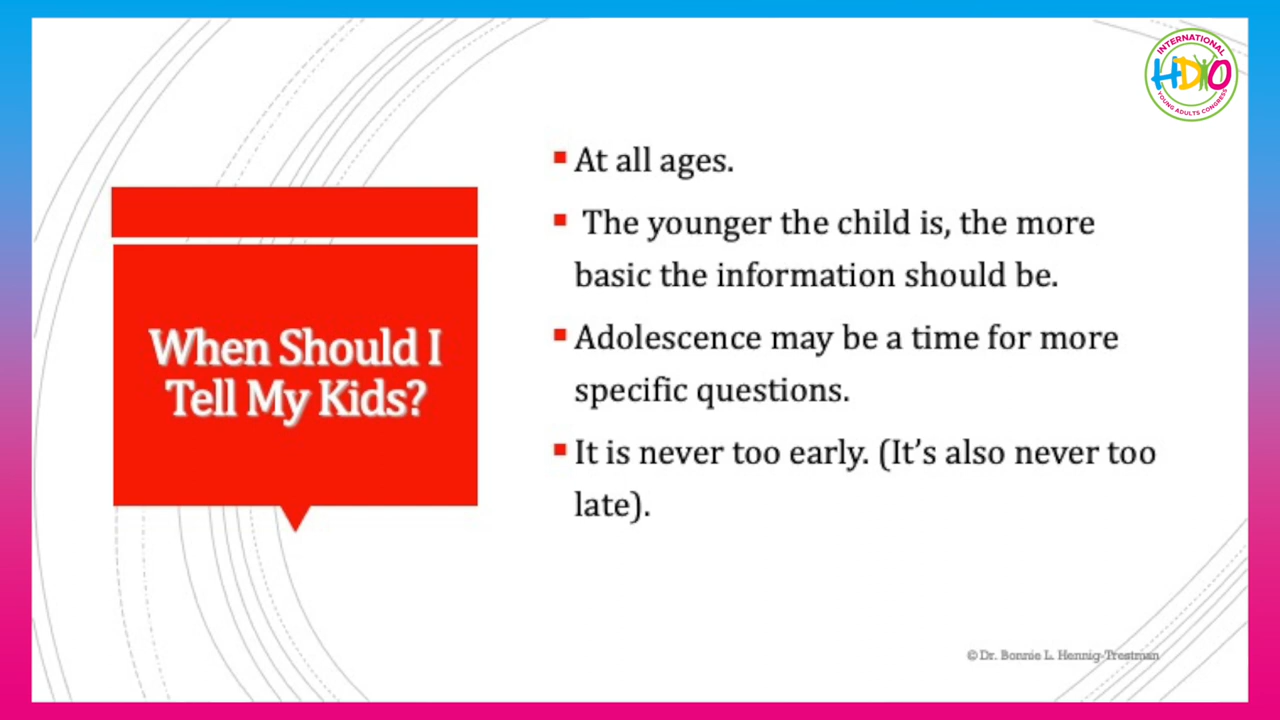 INTERNATIONAL
HDYO
YOUNG ADULTS CONGRESS
When Should I
Tell My Kids?
At all ages.
The younger the child is, the more
basic the information should be.
Adolescence may be a time for more
specific questions.
It is never too early. (It’s also never too
late).
© Dr. Bonnie L. Hennig-Trestman